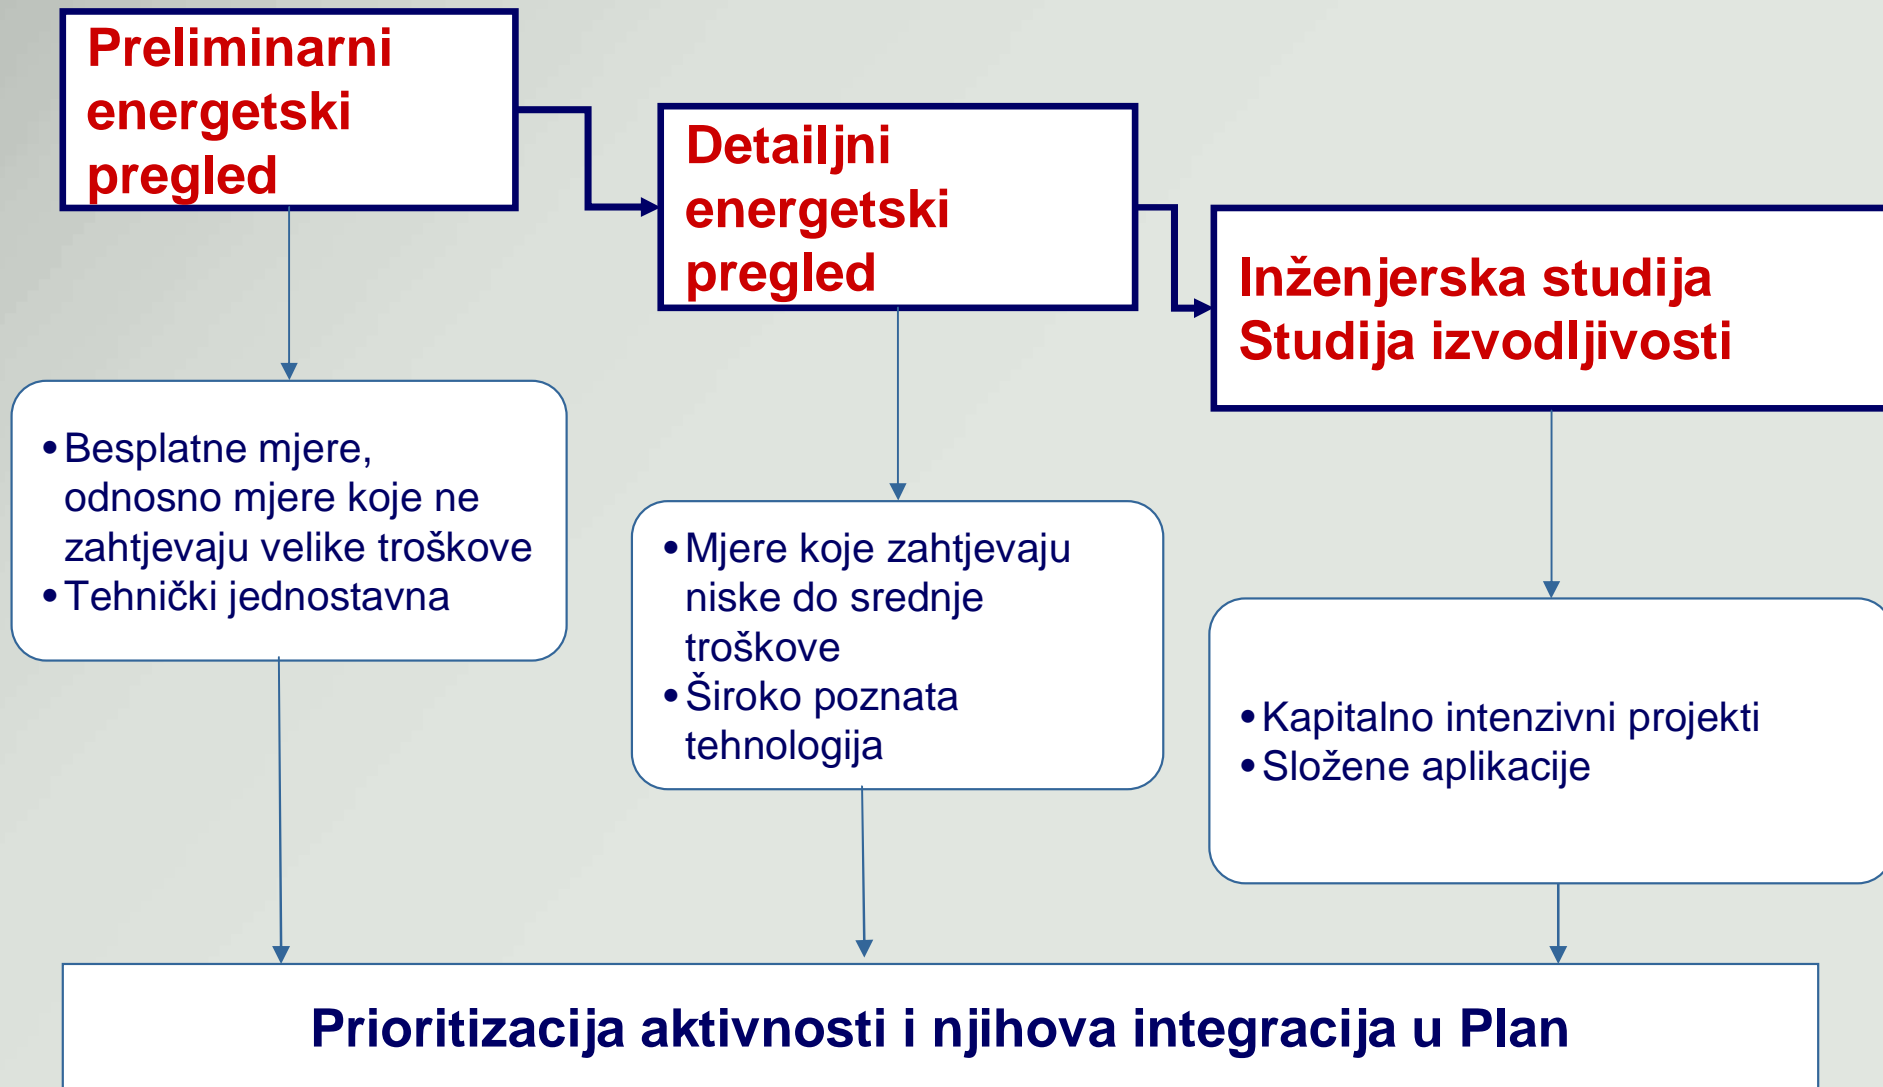 Preliminarni
energetski
pregled
Detailjni
energetski
pregled
Inženjerska studija
Studija izvodljivosti
•Besplatne mjere,
odnosno mjere koje ne
zahtjevaju velike troškove
•Tehnički jednostavna
•Mjere koje zahtjevaju
niske do srednje
troškove
•Široko poznata
tehnologija
•Kapitalno intenzivni projekti
•Složene aplikacije
Prioritizacija aktivnosti i njihova integracija u Plan